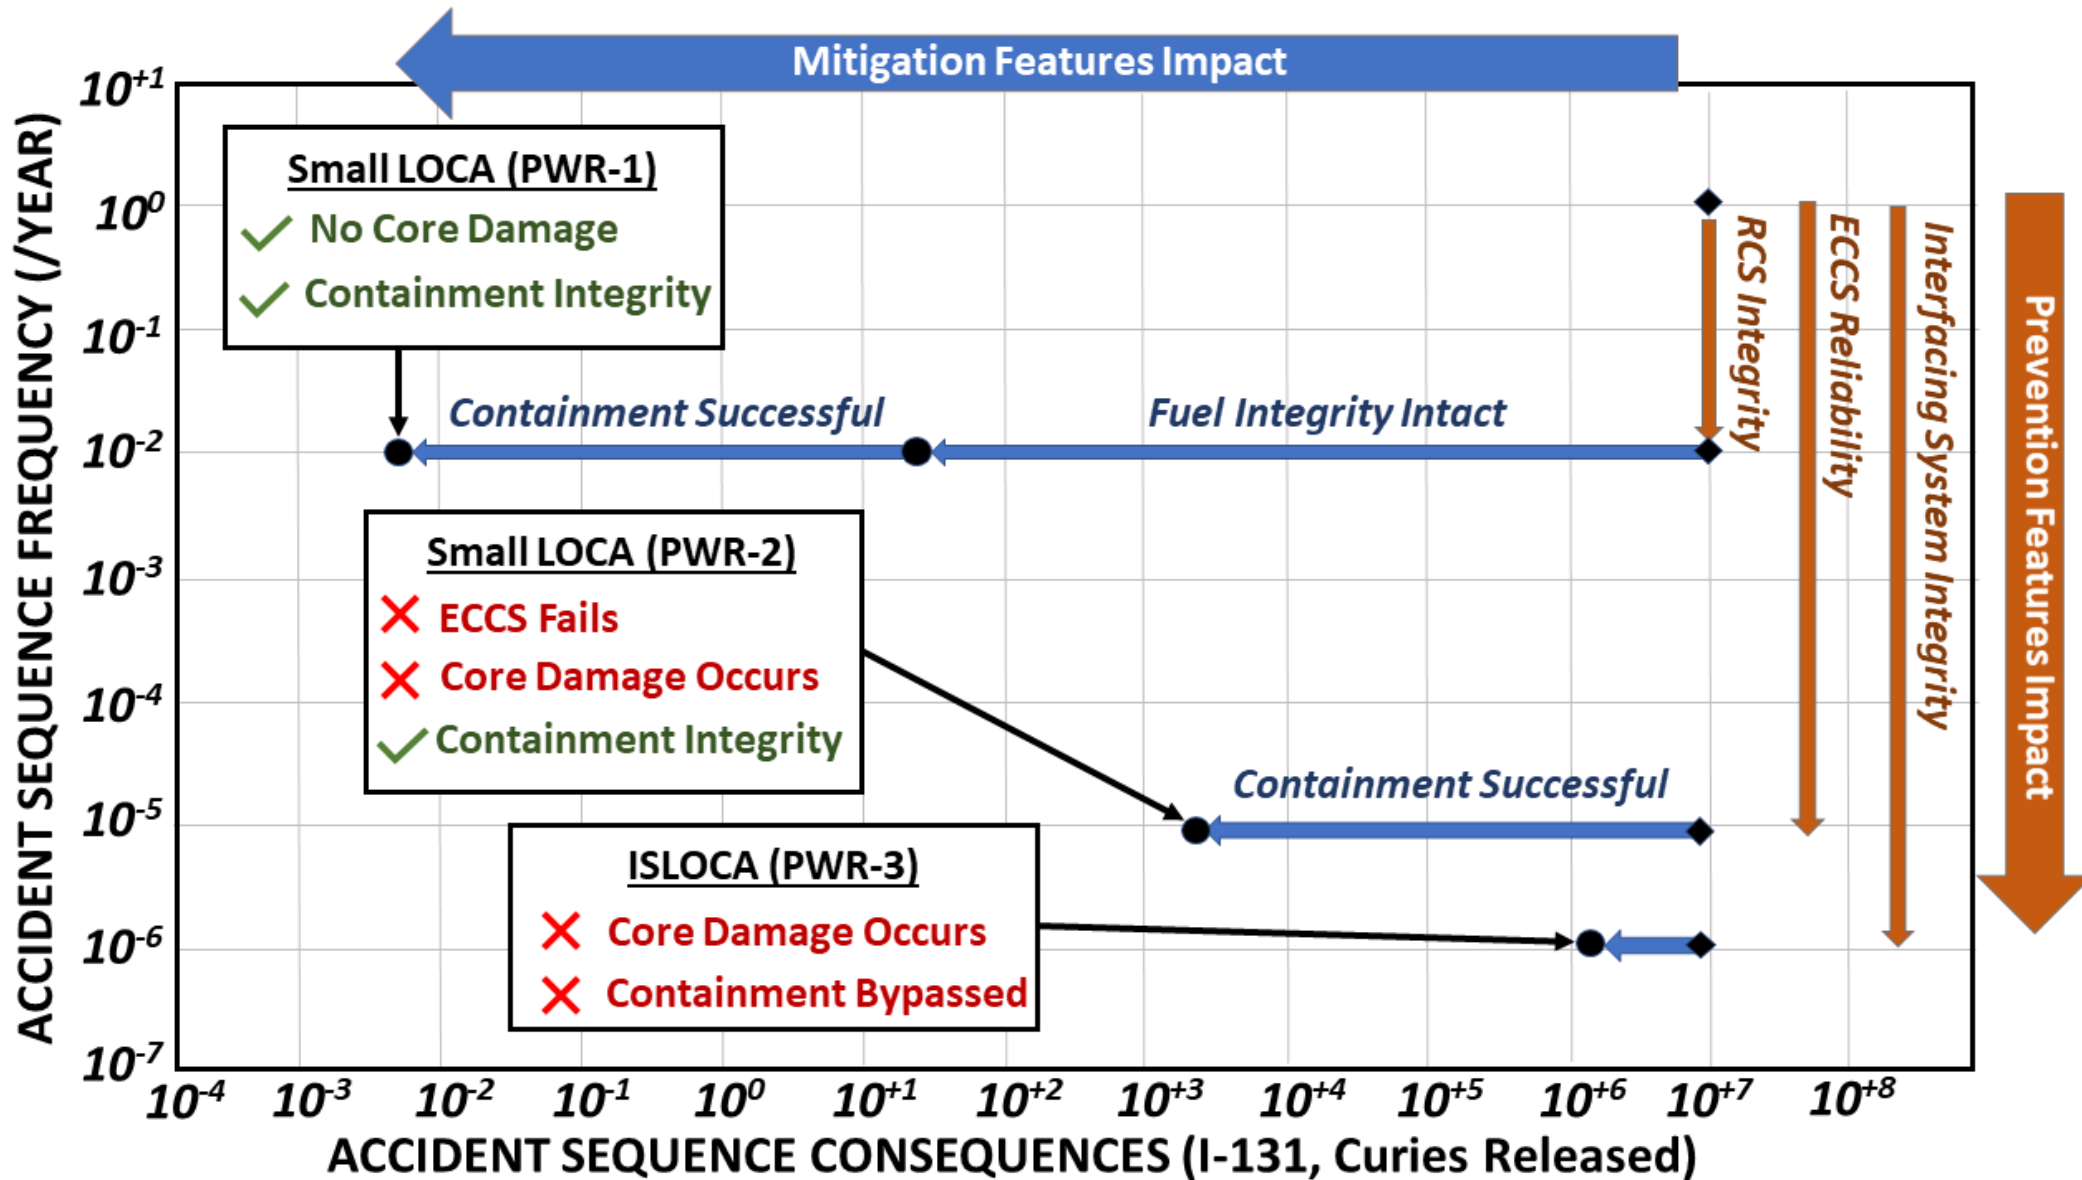 Mitigation Features Impact
ACCIDENT SEQUENCE FREQUENCY (/YEAR)
10+1
100
10-1
10-2
10-3
10-4
10-5
10-6
10-7
Small LOCA (PWR-1)
No Core Damage
Containment Integrity
Containment Successful
Fuel Integrity Intact
Small LOCA (PWR-2)
ECCS Fails
Core Damage Occurs
Containment Integrity
Containment Successful
ISLOCA (PWR-3)
Core Damage Occurs
Containment Bypassed
RCS Integrity
ECCS Reliability
Interfacing System Integrity
Prevention Features Impact
10-4
10-3
10-2
10-1
100
10+1
10+2
10+3
10+4
10+5
10+6
10+7
10+8
ACCIDENT SEQUENCE CONSEQUENCES (I-131, Curies Released)